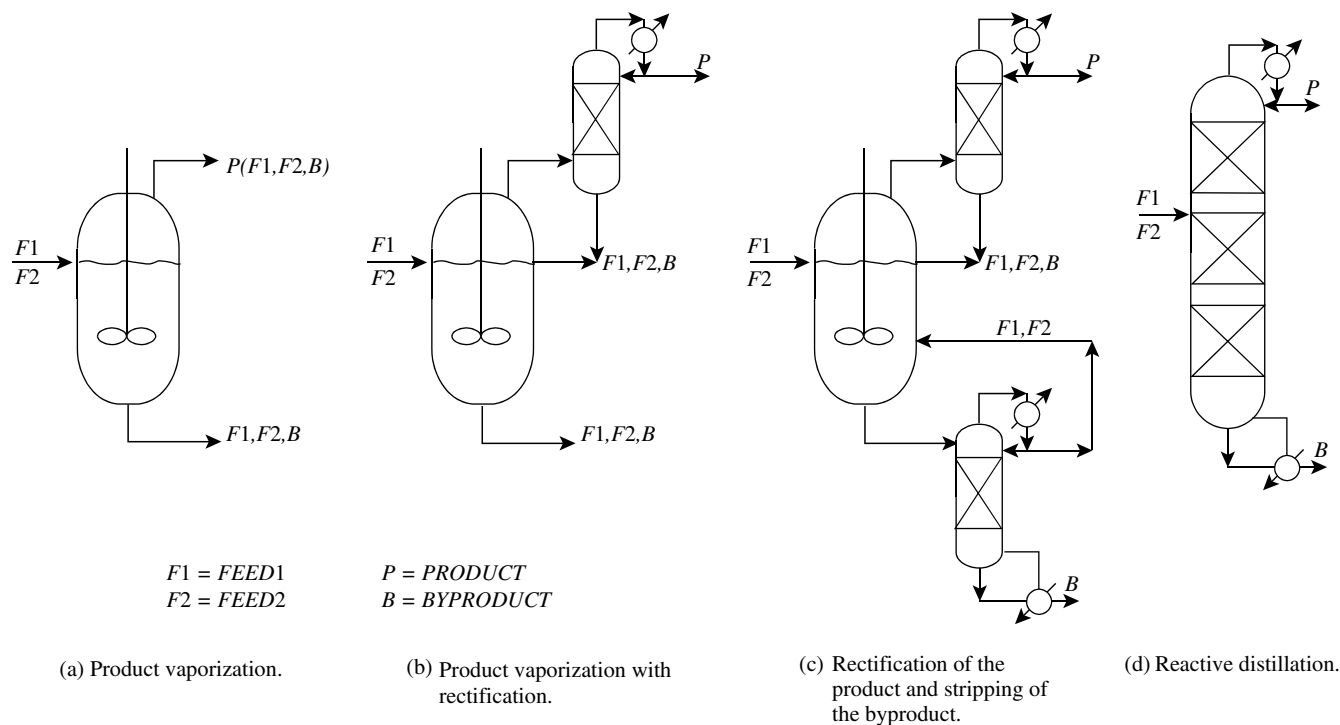 P
P
P
P(F1,F2,B)
F1
F2
F1
F2
F1,F2,B
F1
F2
F1,F2,B
F1
F2
F1,F2
F1,F2,B
F1,F2,B
B
B
F1 = FEED1
P = PRODUCT
F2 = FEED2
B = BYPRODUCT
(a) Product vaporization.
(b) Product vaporization with
rectification.
(c) Rectification of the
product and stripping of
the byproduct.
(d) Reactive distillation.